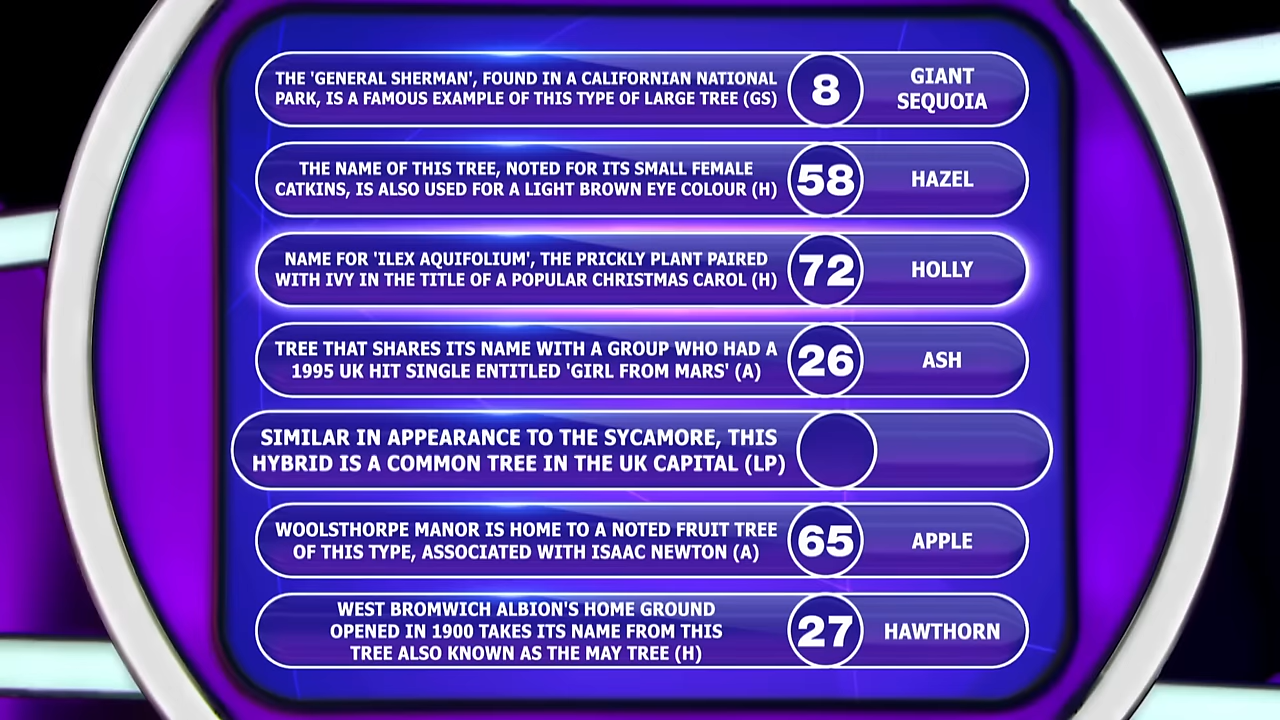 THE 'GENERAL SHERMAN', FOUND IN A CALIFORNIAN NATIONAL
PARK, IS A FAMOUS EXAMPLE OF THIS TYPE OF LARGE TREE (GS)
8
GIANT
SEQUOIA
THE NAME OF THIS TREE, NOTED FOR ITS SMALL FEMALE
CATKINS, IS ALSO USED FOR A LIGHT BROWN EYE COLOUR (H)
58
HAZEL
NAME FOR 'ILEX AQUIFOLIUM', THE PRICKLY PLANT PAIRED
WITH IVY IN THE TITLE OF A POPULAR CHRISTMAS CAROL (H)
72
HOLLY
TREE THAT SHARES ITS NAME WITH A GROUP WHO HAD A
1995 UK HIT SINGLE ENTITLED 'GIRL FROM MARS' (A)
26
ASH
SIMILAR IN APPEARANCE TO THE SYCAMORE, THIS
HYBRID IS A COMMON TREE IN THE UK CAPITAL (LP)
WOOLSTHORPE MANOR IS HOME TO A NOTED FRUIT TREE
OF THIS TYPE, ASSOCIATED WITH ISAAC NEWTON (A)
65
APPLE
WEST BROMWICH ALBION'S HOME GROUND
OPENED IN 1900 TAKES ITS NAME FROM THIS
TREE ALSO KNOWN AS THE MAY TREE (H)
27
HAWTHORN